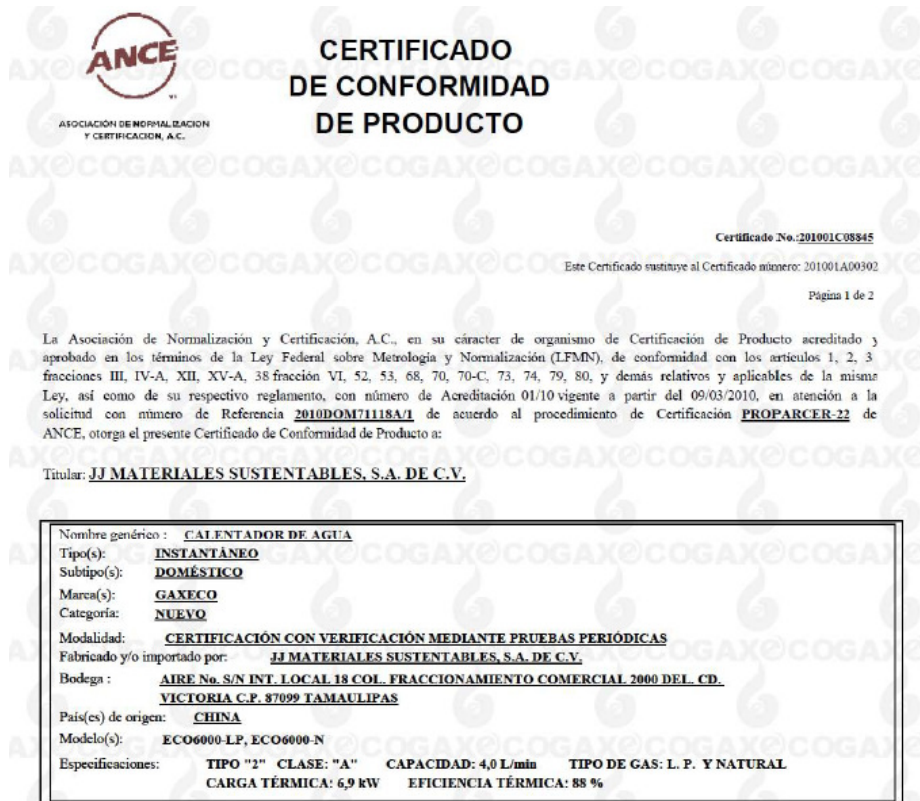 ANCE
ASOCIACIÓN DE NORMALIZACIÓN
Y CERTIFICACIÓN, A.C.
CERTIFICADO
DE CONFORMIDAD
DE PRODUCTO
Certificado No.:201001C08845
Este Certificado sustituye al Certificado número: 201001A00302
Página 1 de 2
La Asociación de Normalización y Certificación, A.C., en su cáracter de organismo de Certificación de Producto acreditado y
aprobado en los términos de la Ley Federal sobre Metrología y Normalización (LFMN), de conformidad con los artículos 1, 2, 3
fracciones III, IV-A, XII, XV-A, 38 fracción VI, 52, 53, 68, 70, 70-C, 73, 74, 79, 80, y demás relativos y aplicables de la misma
Ley, así como de su respectivo reglamento, con número de Acreditación 01/10 vigente a partir del 09/03/2010, en atención a la
solicitud con número de Referencia 2010DOM71118A/1 de acuerdo al procedimiento de Certificación PROPARCER-22 de
ANCE, otorga el presente Certificado de Conformidad de Producto a:
Titular: JJ MATERIALES SUSTENTABLES, S.A. DE C.V.
Nombre genérico : CALENTADOR DE AGUA
Tipo(s): INSTANTÁNEO
Subtipo(s): DOMÉSTICO
Marca(s): GAXECO
Categoría: NUEVO
Modalidad: CERTIFICACIÓN CON VERIFICACIÓN MEDIANTE PRUEBAS PERIÓDICAS
Fabricado y/o importado por: JJ MATERIALES SUSTENTABLES, S.A. DE C.V.
Bodega : AIRE No. S/N INT. LOCAL 18 COL. FRACCIONAMIENTO COMERCIAL 2000 DEL. CD.
VICTORIA C.P. 87099 TAMAULIPAS
País(es) de origen: CHINA
Modelo(s): ECO6000-LP, ECO6000-N
Especificaciones: TIPO "2" CLASE: "A" CAPACIDAD: 4,0 L/min TIPO DE GAS: L. P. Y NATURAL
CARGA TÉRMICA: 6,9 kW EFICIENCIA TÉRMICA: 88 %